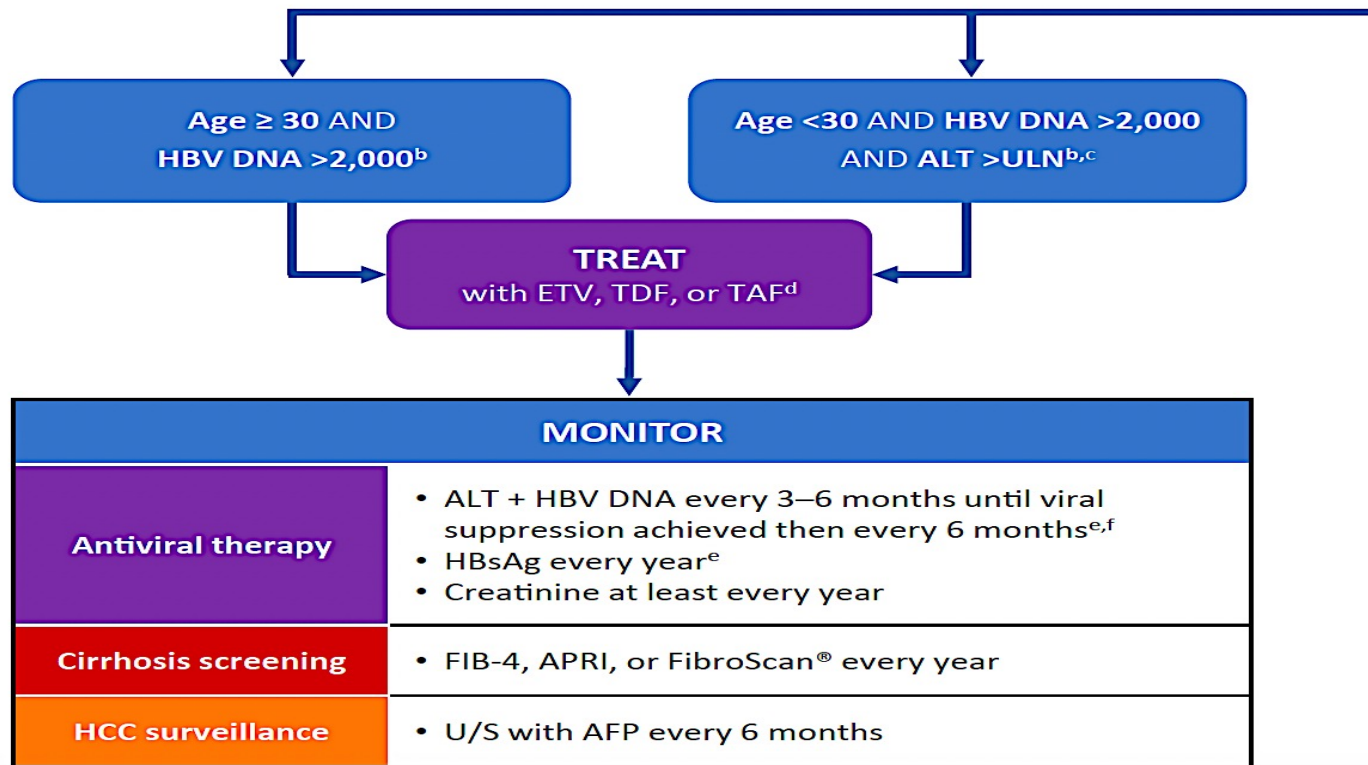 Age ≥ 30 AND
HBV DNA >2,000ᵇ
Age <30 AND HBV DNA >2,000
AND ALT >ULNᵇ,ᶜ
TREAT
with ETV, TDF, or TAFᵈ
MONITOR
Antiviral therapy
• ALT + HBV DNA every 3–6 months until viral
suppression achieved then every 6 monthsᵉ,ᶠ
• HBsAg every yearᵉ
• Creatinine at least every year
Cirrhosis screening
• FIB-4, APRI, or FibroScan® every year
HCC surveillance
• U/S with AFP every 6 months